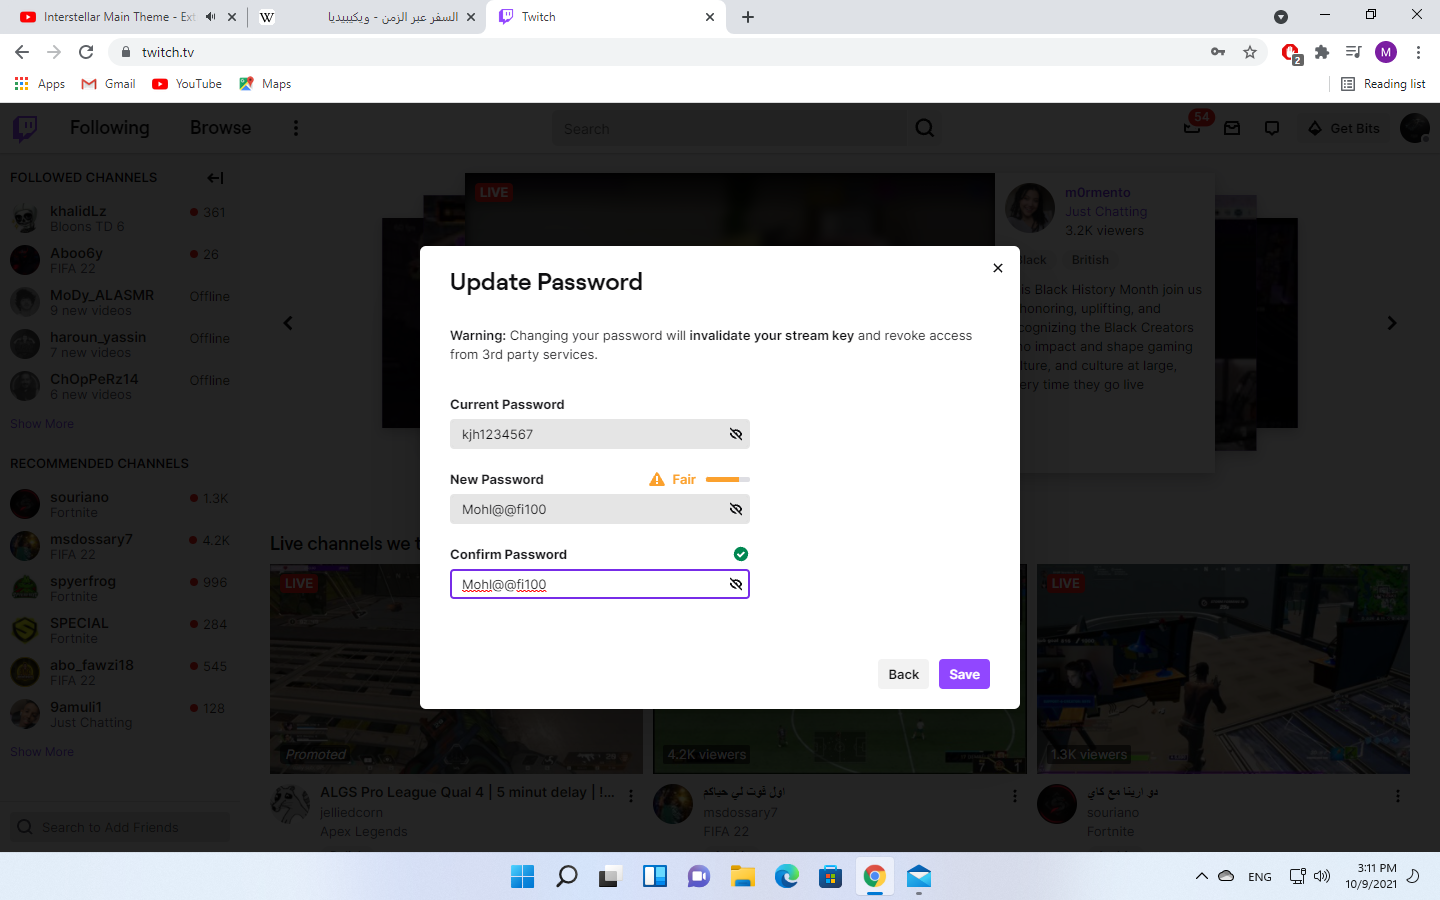 Interstellar Main Theme - Ext
السفر عبر الزمن - ويكيبيديا
Twitch
twitch.tv
2
M
Apps
Gmail
YouTube
Maps
Reading list
Following
Browse
Search
54
Get Bits
FOLLOWED CHANNELS
khalidLz
361
Bloons TD 6
Aboo6y
26
FIFA 22
MoDy_ALASMR
Offline
9 new videos
haroun_yassin
Offline
7 new videos
ChOpPeRz14
Offline
6 new videos
Show More
RECOMMENDED CHANNELS
souriano
1.3K
Fortnite
msdossary7
4.2K
FIFA 22
spyerfrog
996
Fortnite
SPECIAL
284
Fortnite
abo_fawzi18
545
FIFA 22
9amuli1
128
Just Chatting
Show More
Search to Add Friends
LIVE
m0rmento
Just Chatting
3.2K viewers
lack
British
is Black History Month join us
honoring, uplifting, and
cognizing the Black Creators
o impact and shape gaming
lture, and culture at large,
ery time they go live
Update Password
Warning: Changing your password will invalidate your stream key and revoke access
from 3rd party services.
Current Password
kjh1234567
New Password
Fair
Mohl@@fi100
Confirm Password
Mohl@@fi100
Back
Save
Live channels we t
LIVE
Promoted
4.2K viewers
LIVE
1.3K viewers
ALGS Pro League Qual 4 | 5 minut delay | !...
jelliedcorn
Apex Legends
اول فوت لي حياكم
msdossary7
FIFA 22
دو ارينا مع كاي
souriano
Fortnite
ENG
3:11 PM
10/9/2021